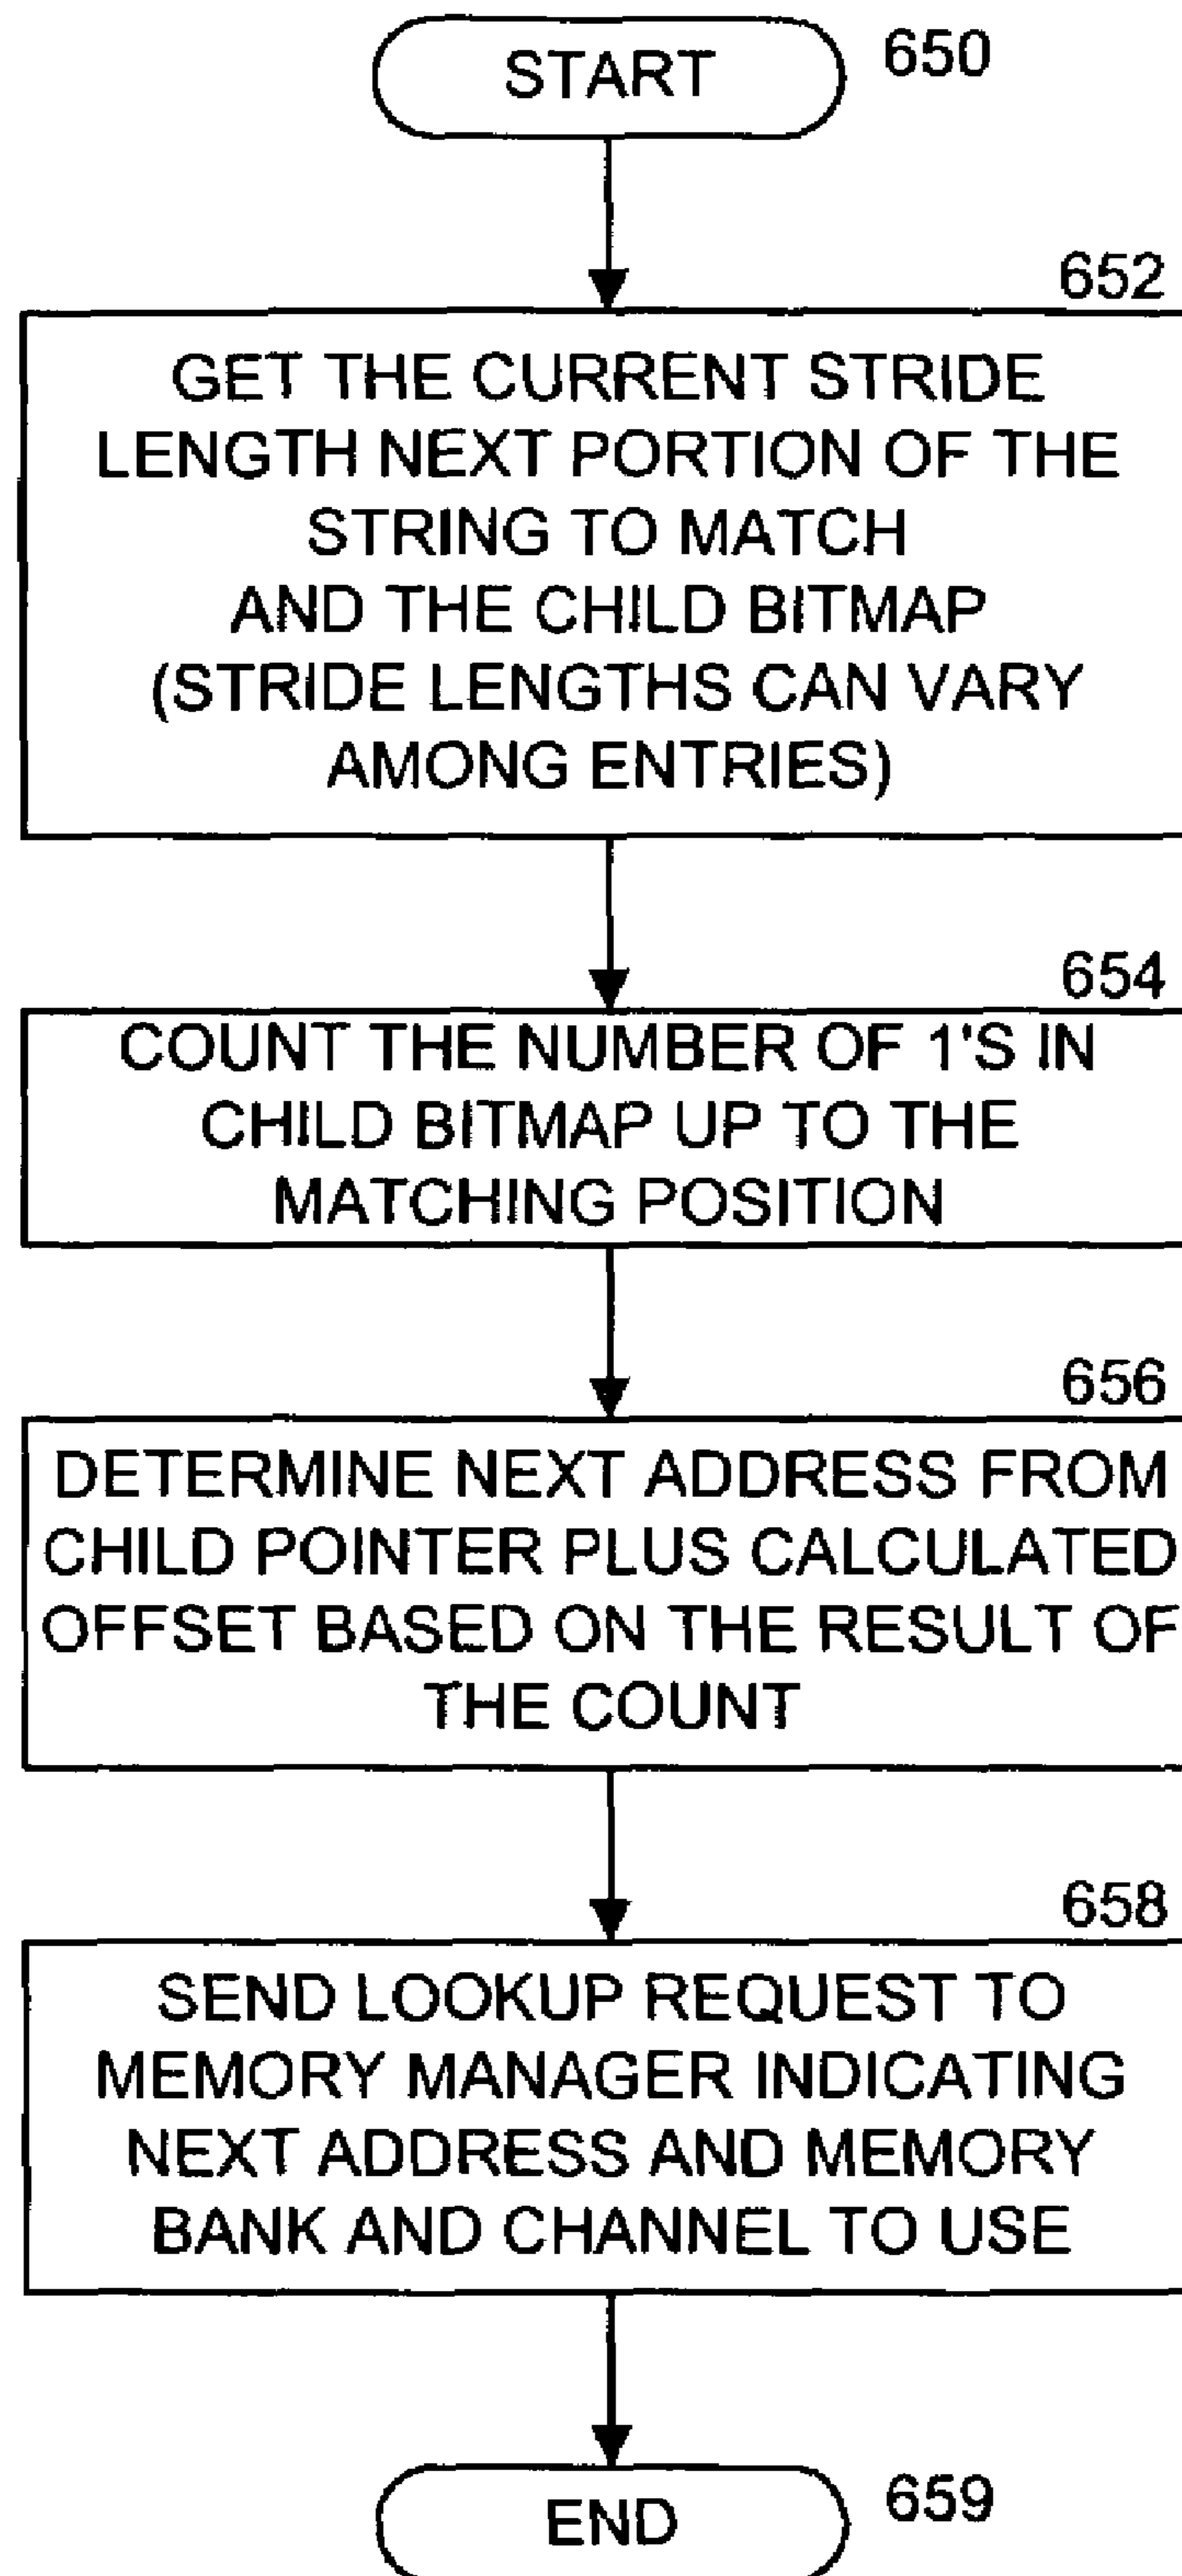 START
650
652
GET THE CURRENT STRIDE
LENGTH NEXT PORTION OF THE
STRING TO MATCH
AND THE CHILD BITMAP
(STRIDE LENGTHS CAN VARY
AMONG ENTRIES)
654
COUNT THE NUMBER OF 1'S IN
CHILD BITMAP UP TO THE
MATCHING POSITION
656
DETERMINE NEXT ADDRESS FROM
CHILD POINTER PLUS CALCULATED
OFFSET BASED ON THE RESULT OF
THE COUNT
658
SEND LOOKUP REQUEST TO
MEMORY MANAGER INDICATING
NEXT ADDRESS AND MEMORY
BANK AND CHANNEL TO USE
END
659